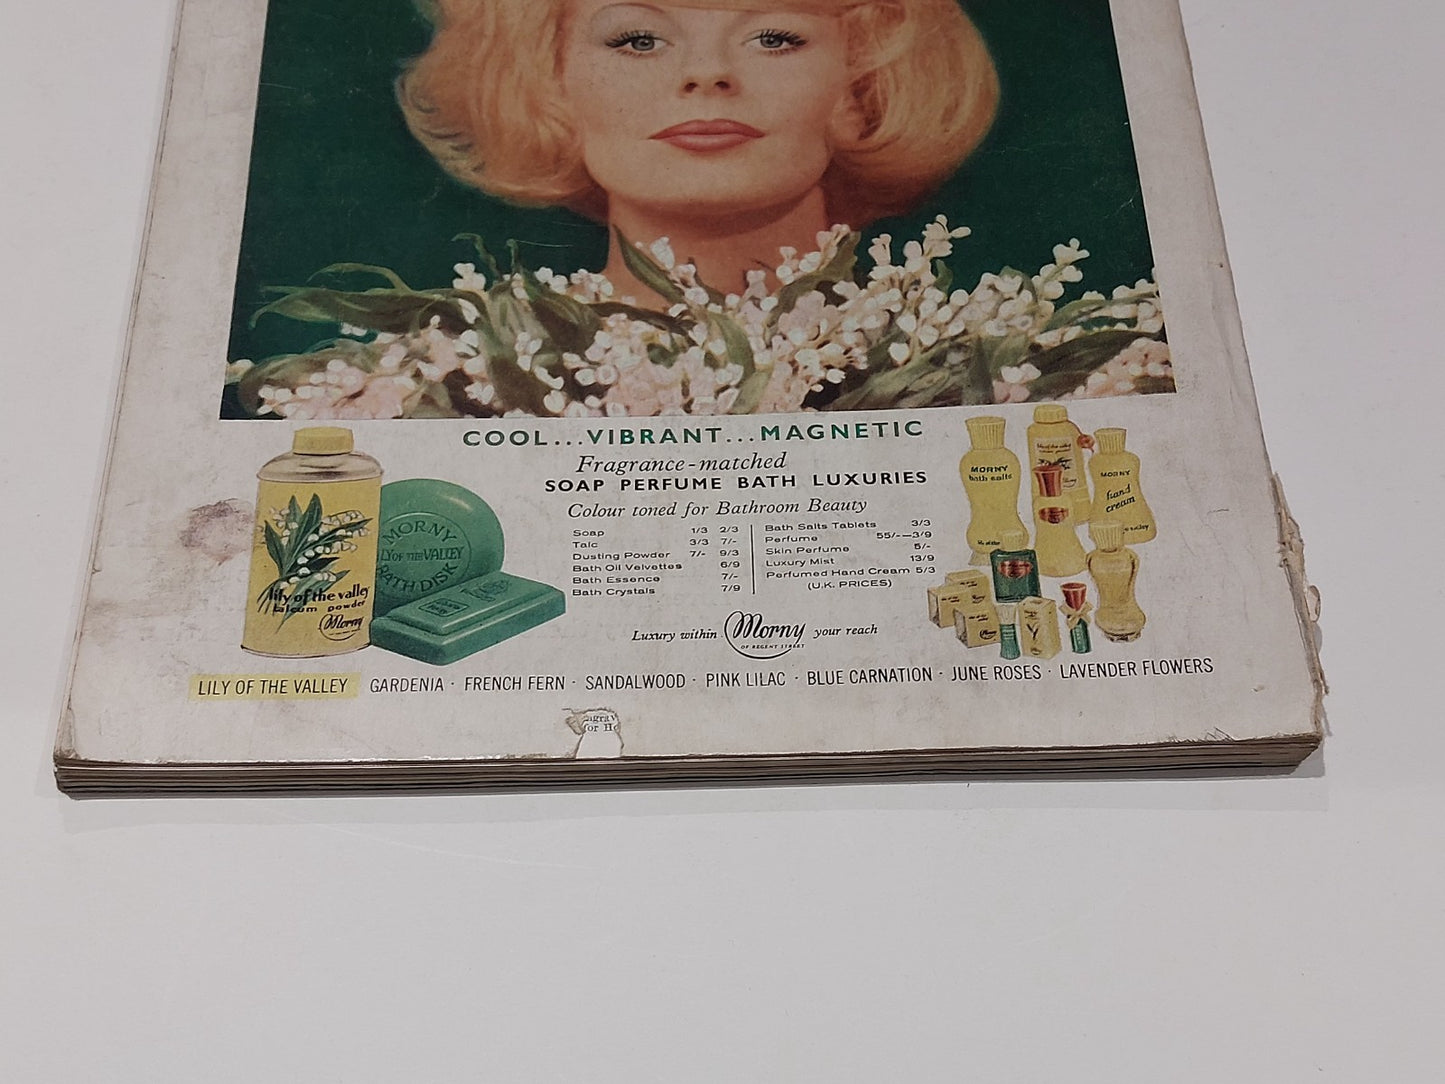 COOL...VIBRANT...MAGNETIC
Fragrance-matched
SOAP PERFUME BATH LUXURIES
Colour toned for Bathroom Beauty
Soap 1/3 2/3
Talc 3/3 7/-
Dusting Powder 7/- 9/3
Bath Oil Velvettes 6/9
Bath Essence 7/-
Bath Crystals 7/9
Bath Salts Tablets 3/3
Perfume 55/-—3/9
Skin Perfume 5/-
Luxury Mist 13/9
Perfumed Hand Cream 5/3
(U.K. PRICES)
Luxury within Morny your reach
OF REGENT STREET
lily of the valley
talcum powder
Morny
MORNY
LY OF THE VALLEY
BATH DISK
MORNY
bath salts
MORNY
hand
cream
LILY OF THE VALLEY GARDENIA · FRENCH FERN · SANDALWOOD · PINK LILAC · BLUE CARNATION · JUNE ROSES · LAVENDER FLOWERS
for